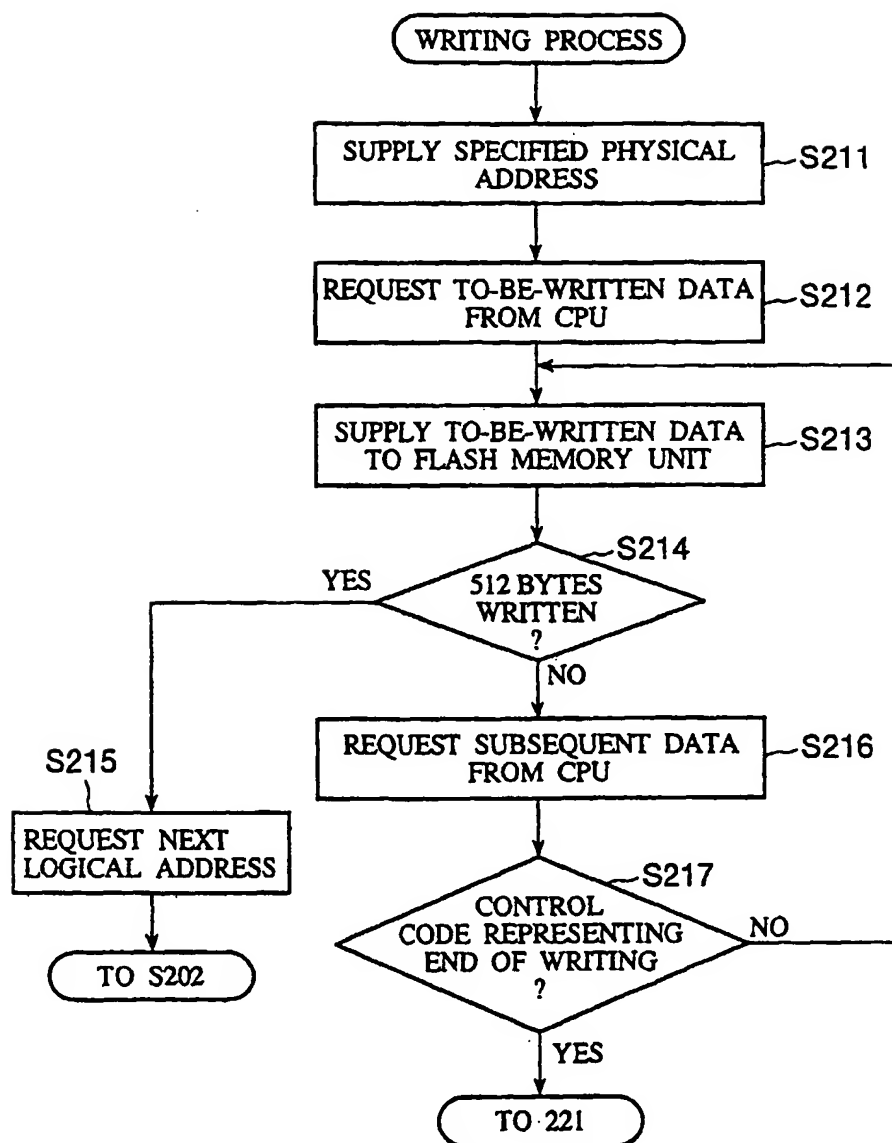 WRITING PROCESS
SUPPLY SPECIFIED PHYSICAL
ADDRESS
S211
REQUEST TO-BE-WRITTEN DATA
FROM CPU
S212
SUPPLY TO-BE-WRITTEN DATA
TO FLASH MEMORY UNIT
S213
S214
YES
512 BYTES
WRITTEN
?
NO
REQUEST SUBSEQUENT DATA
FROM CPU
S216
S215
REQUEST NEXT
LOGICAL ADDRESS
TO S202
S217
CONTROL
CODE REPRESENTING
END OF WRITING
?
NO
YES
TO 221